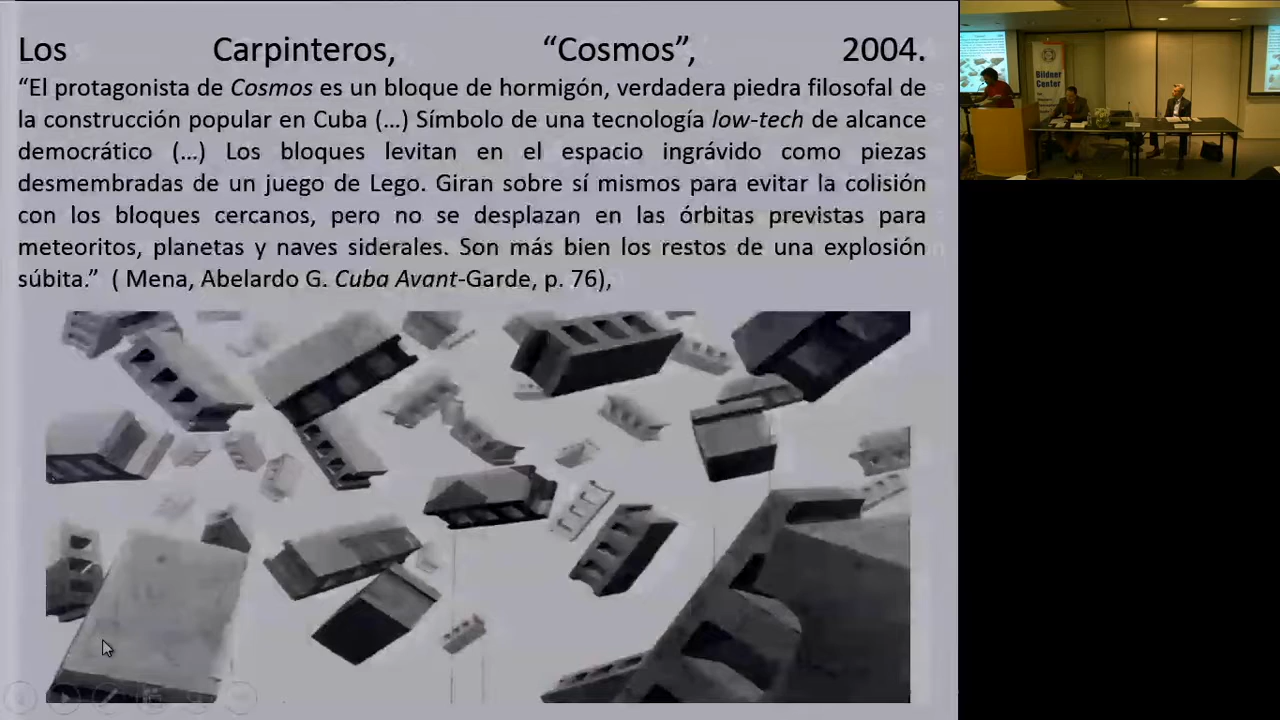 Los Carpinteros, “Cosmos”, 2004.
“El protagonista de Cosmos es un bloque de hormigón, verdadera piedra filosofal de
la construcción popular en Cuba (…) Símbolo de una tecnología low-tech de alcance
democrático (…) Los bloques levitan en el espacio ingrávido como piezas
desmembradas de un juego de Lego. Giran sobre sí mismos para evitar la colisión
con los bloques cercanos, pero no se desplazan en las órbitas previstas para
meteoritos, planetas y naves siderales. Son más bien los restos de una explosión
súbita.” ( Mena, Abelardo G. Cuba Avant-Garde, p. 76),
Bildner
Center